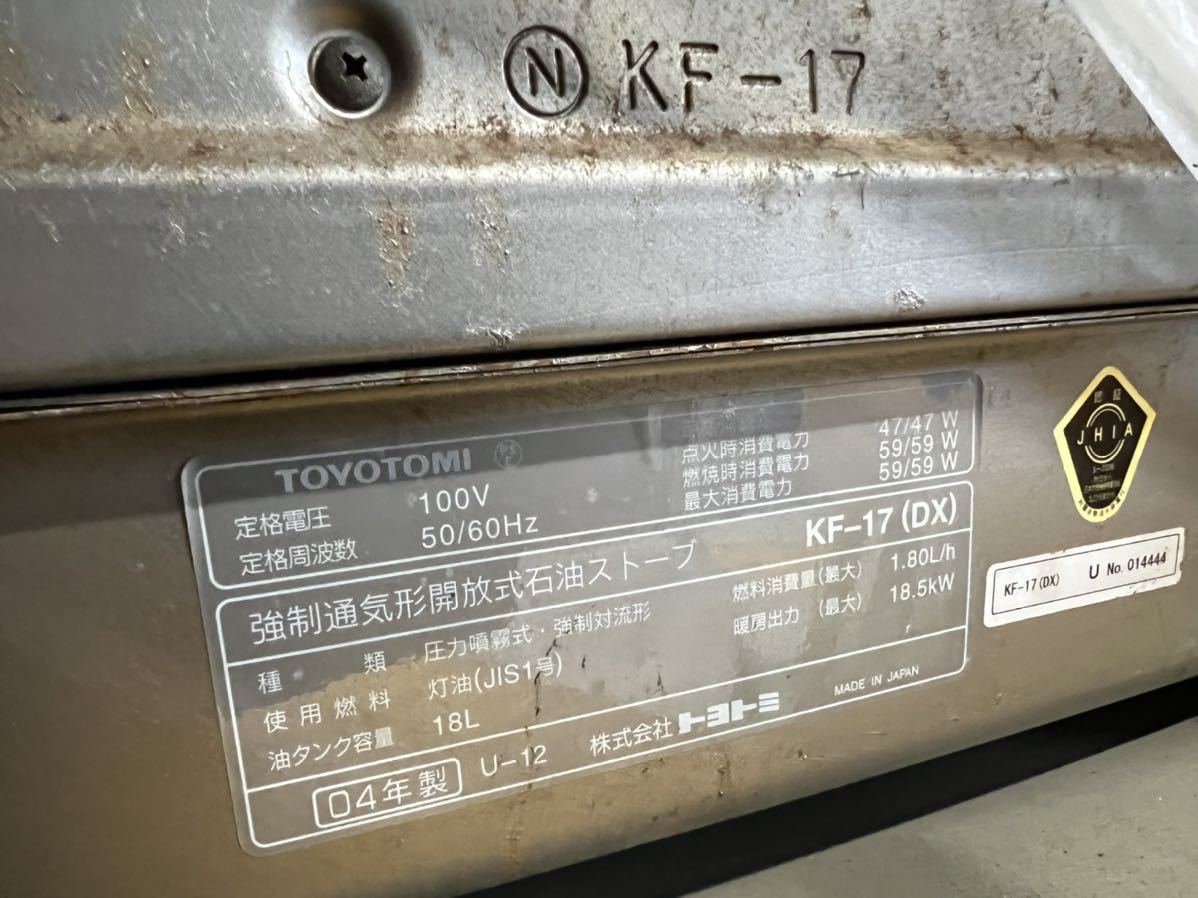 Ⓝ KF-17
TOYOTOMI PS E
定格電圧 100V
定格周波数 50/60Hz
点火時消費電力 47/47 W
燃焼時消費電力 59/59 W
最大消費電力 59/59 W
強制通気形開放式石油ストーブ KF-17 (DX)
種類 圧力噴霧式・強制対流形
使用燃料 灯油(JIS1号)
油タンク容量 18L
燃料消費量(最大) 1.80L/h
暖房出力 (最大) 18.5kW
04年製 U-12 株式会社トヨトミ MADE IN JAPAN
認証
JHIA
KF-17(DX) U No. 014444